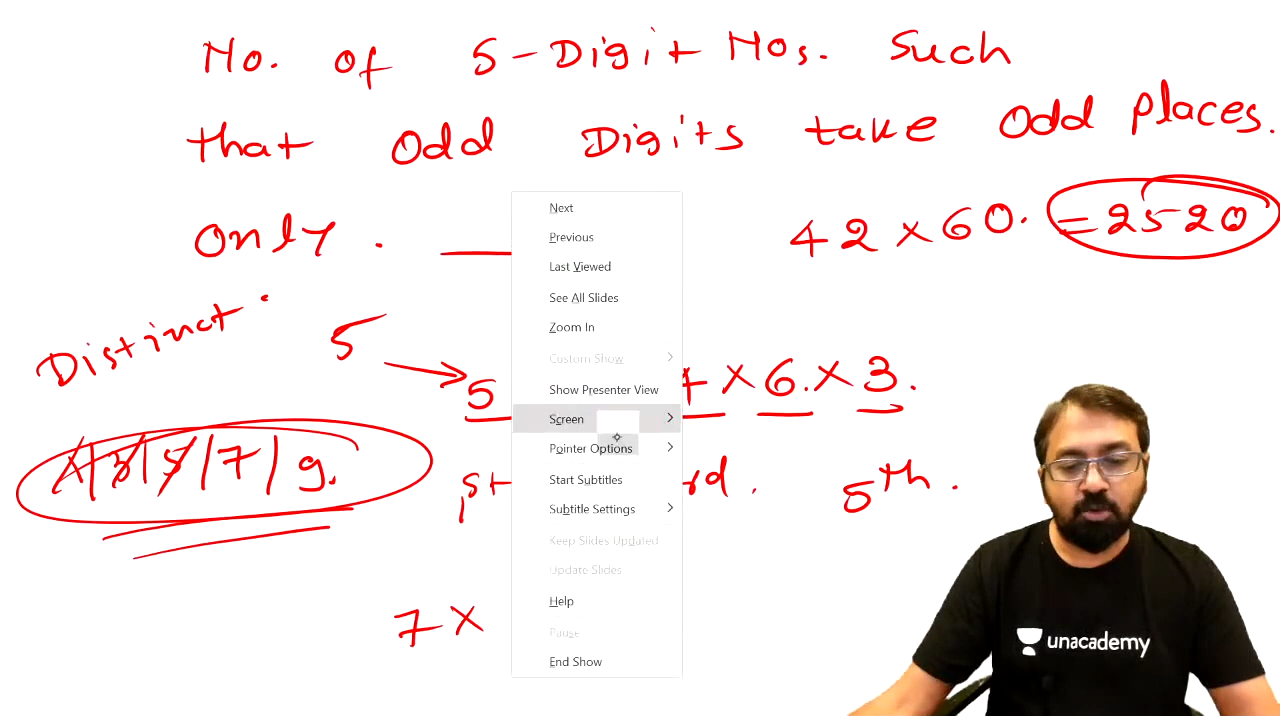 No. of 5-Digit Nos. Such
that odd Digits take odd places.
only.
42 × 60. = 2520
Distinct.
5
5
× 6. × 3.
1 | 3 | 5 | 7 | 9.
1st
rd.
5th.
7 ×
Next
Previous
Last Viewed
See All Slides
Zoom In
Custom Show
Show Presenter View
Screen
Pointer Options
Start Subtitles
Subtitle Settings
Keep Slides Updated
Update Slides
Help
Pause
End Show
unacademy